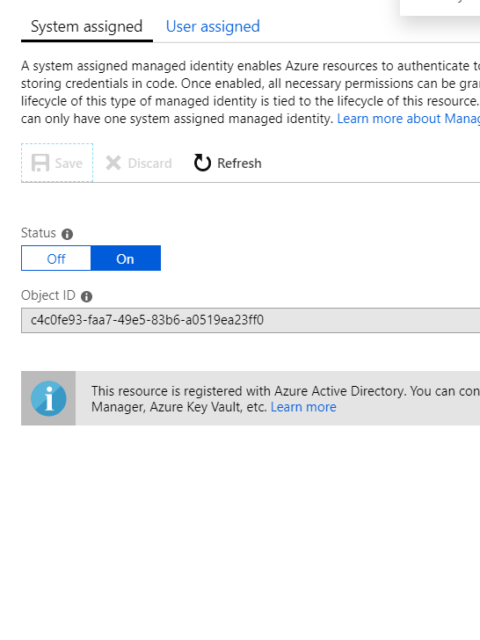 System assigned User assigned
A system assigned managed identity enables Azure resources to authenticate
storing credentials in code. Once enabled, all necessary permissions can be
lifecycle of this type of managed identity is tied to the lifecycle of this resource.
can only have one system assigned managed identity. Learn more about
Save Discard Refresh
Status
Off On
Object ID
c4c0fe93-faa7-49e5-83b6-a0519ea23ff0
This resource is registered with Azure Active Directory. You can
Manager, Azure Key Vault, etc. Learn more